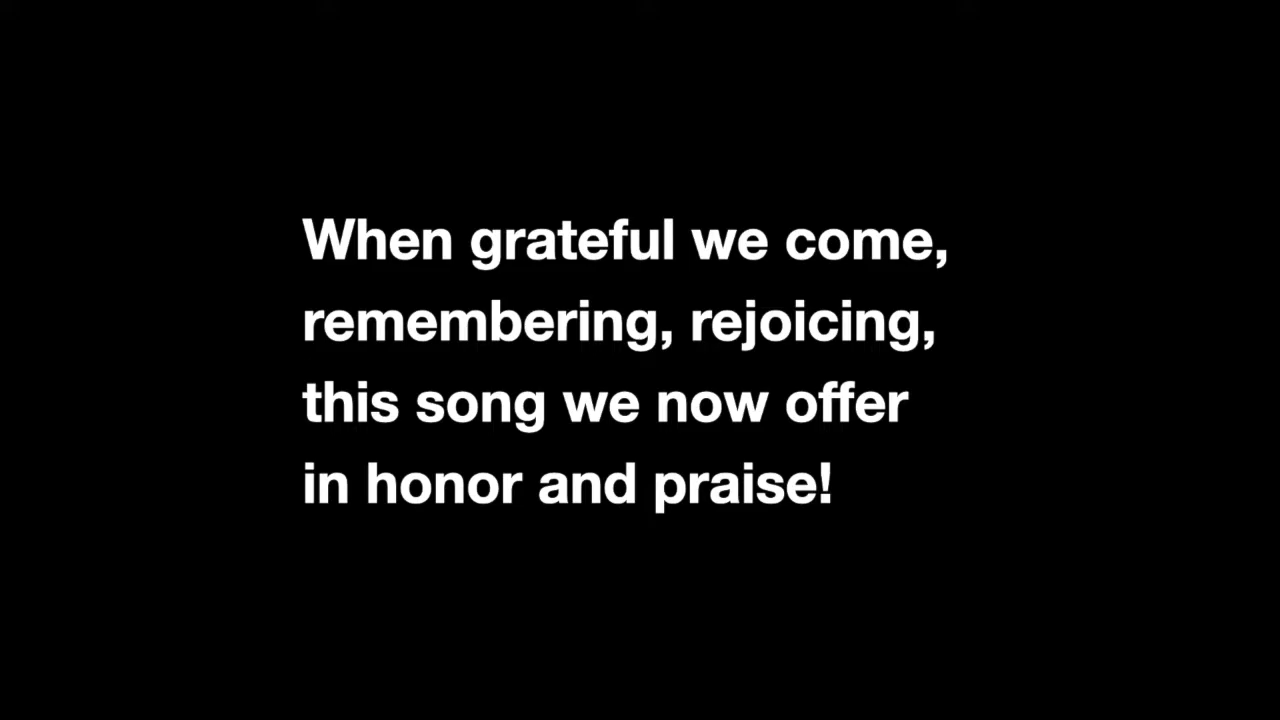 When grateful we come,
remembering, rejoicing,
this song we now offer
in honor and praise!